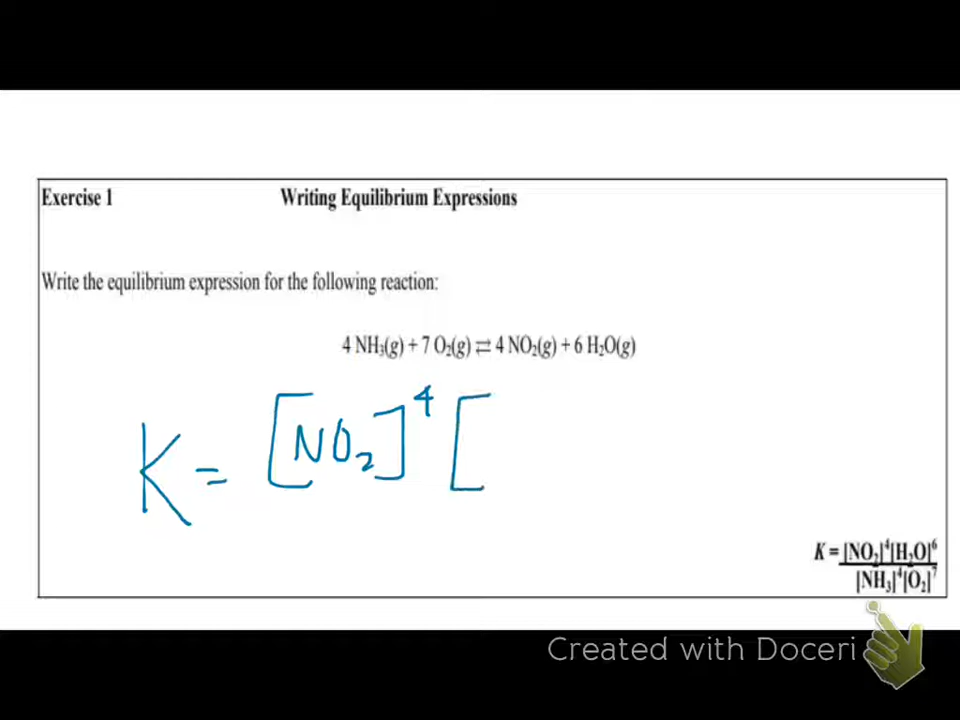 Exercise 1 Writing Equilibrium Expressions
Write the equilibrium expression for the following reaction:
4 NH₃(g) + 7 O₂(g) ⇄ 4 NO₂(g) + 6 H₂O(g)
K = [NO₂]⁴ [
K = [NO₂]⁴[H₂O]⁶
[NH₃]⁴[O₂]⁷
Created with Doceri